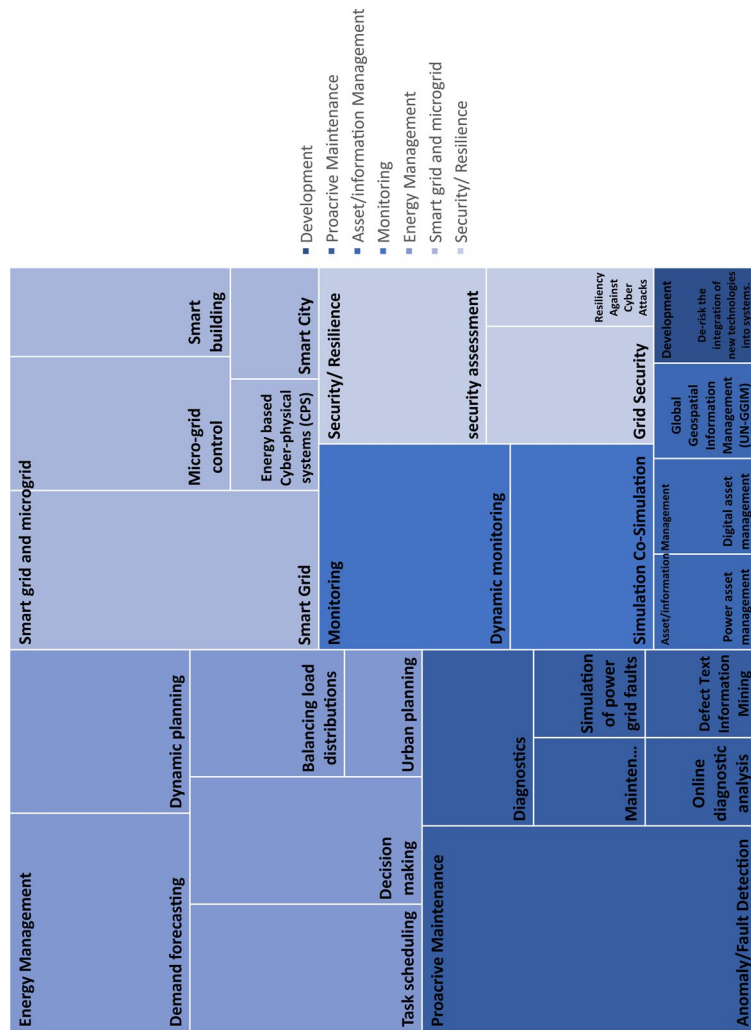 Energy Management
Demand forecasting
Dynamic planning
Task scheduling
Decision
making
Balancing load
distributions
Urban planning
Proacrive Maintenance
Anomaly/Fault Detection
Diagnostics
Mainten...
Simulation
of power
grid faults
Online
diagnostic
analysis
Defect Text
Information
Mining
Smart grid and microgrid
Smart Grid
Micro-grid
control
Smart
building
Energy based
Cyber-physical
systems (CPS)
Smart City
Monitoring
Dynamic monitoring
Simulation Co-Simulation
Security/ Resilience
security assessment
Grid Security
Resiliency
Against
Cyber
Attacks
Asset/information Management
Power asset
management
Digital asset
management
Global
Geospatial
Information
Management
(UN-GGIM)
Development
De-risk the
integration of
new technologies
into systems.
Development
Proacrive Maintenance
Asset/information Management
Monitoring
Energy Management
Smart grid and microgrid
Security/ Resilience